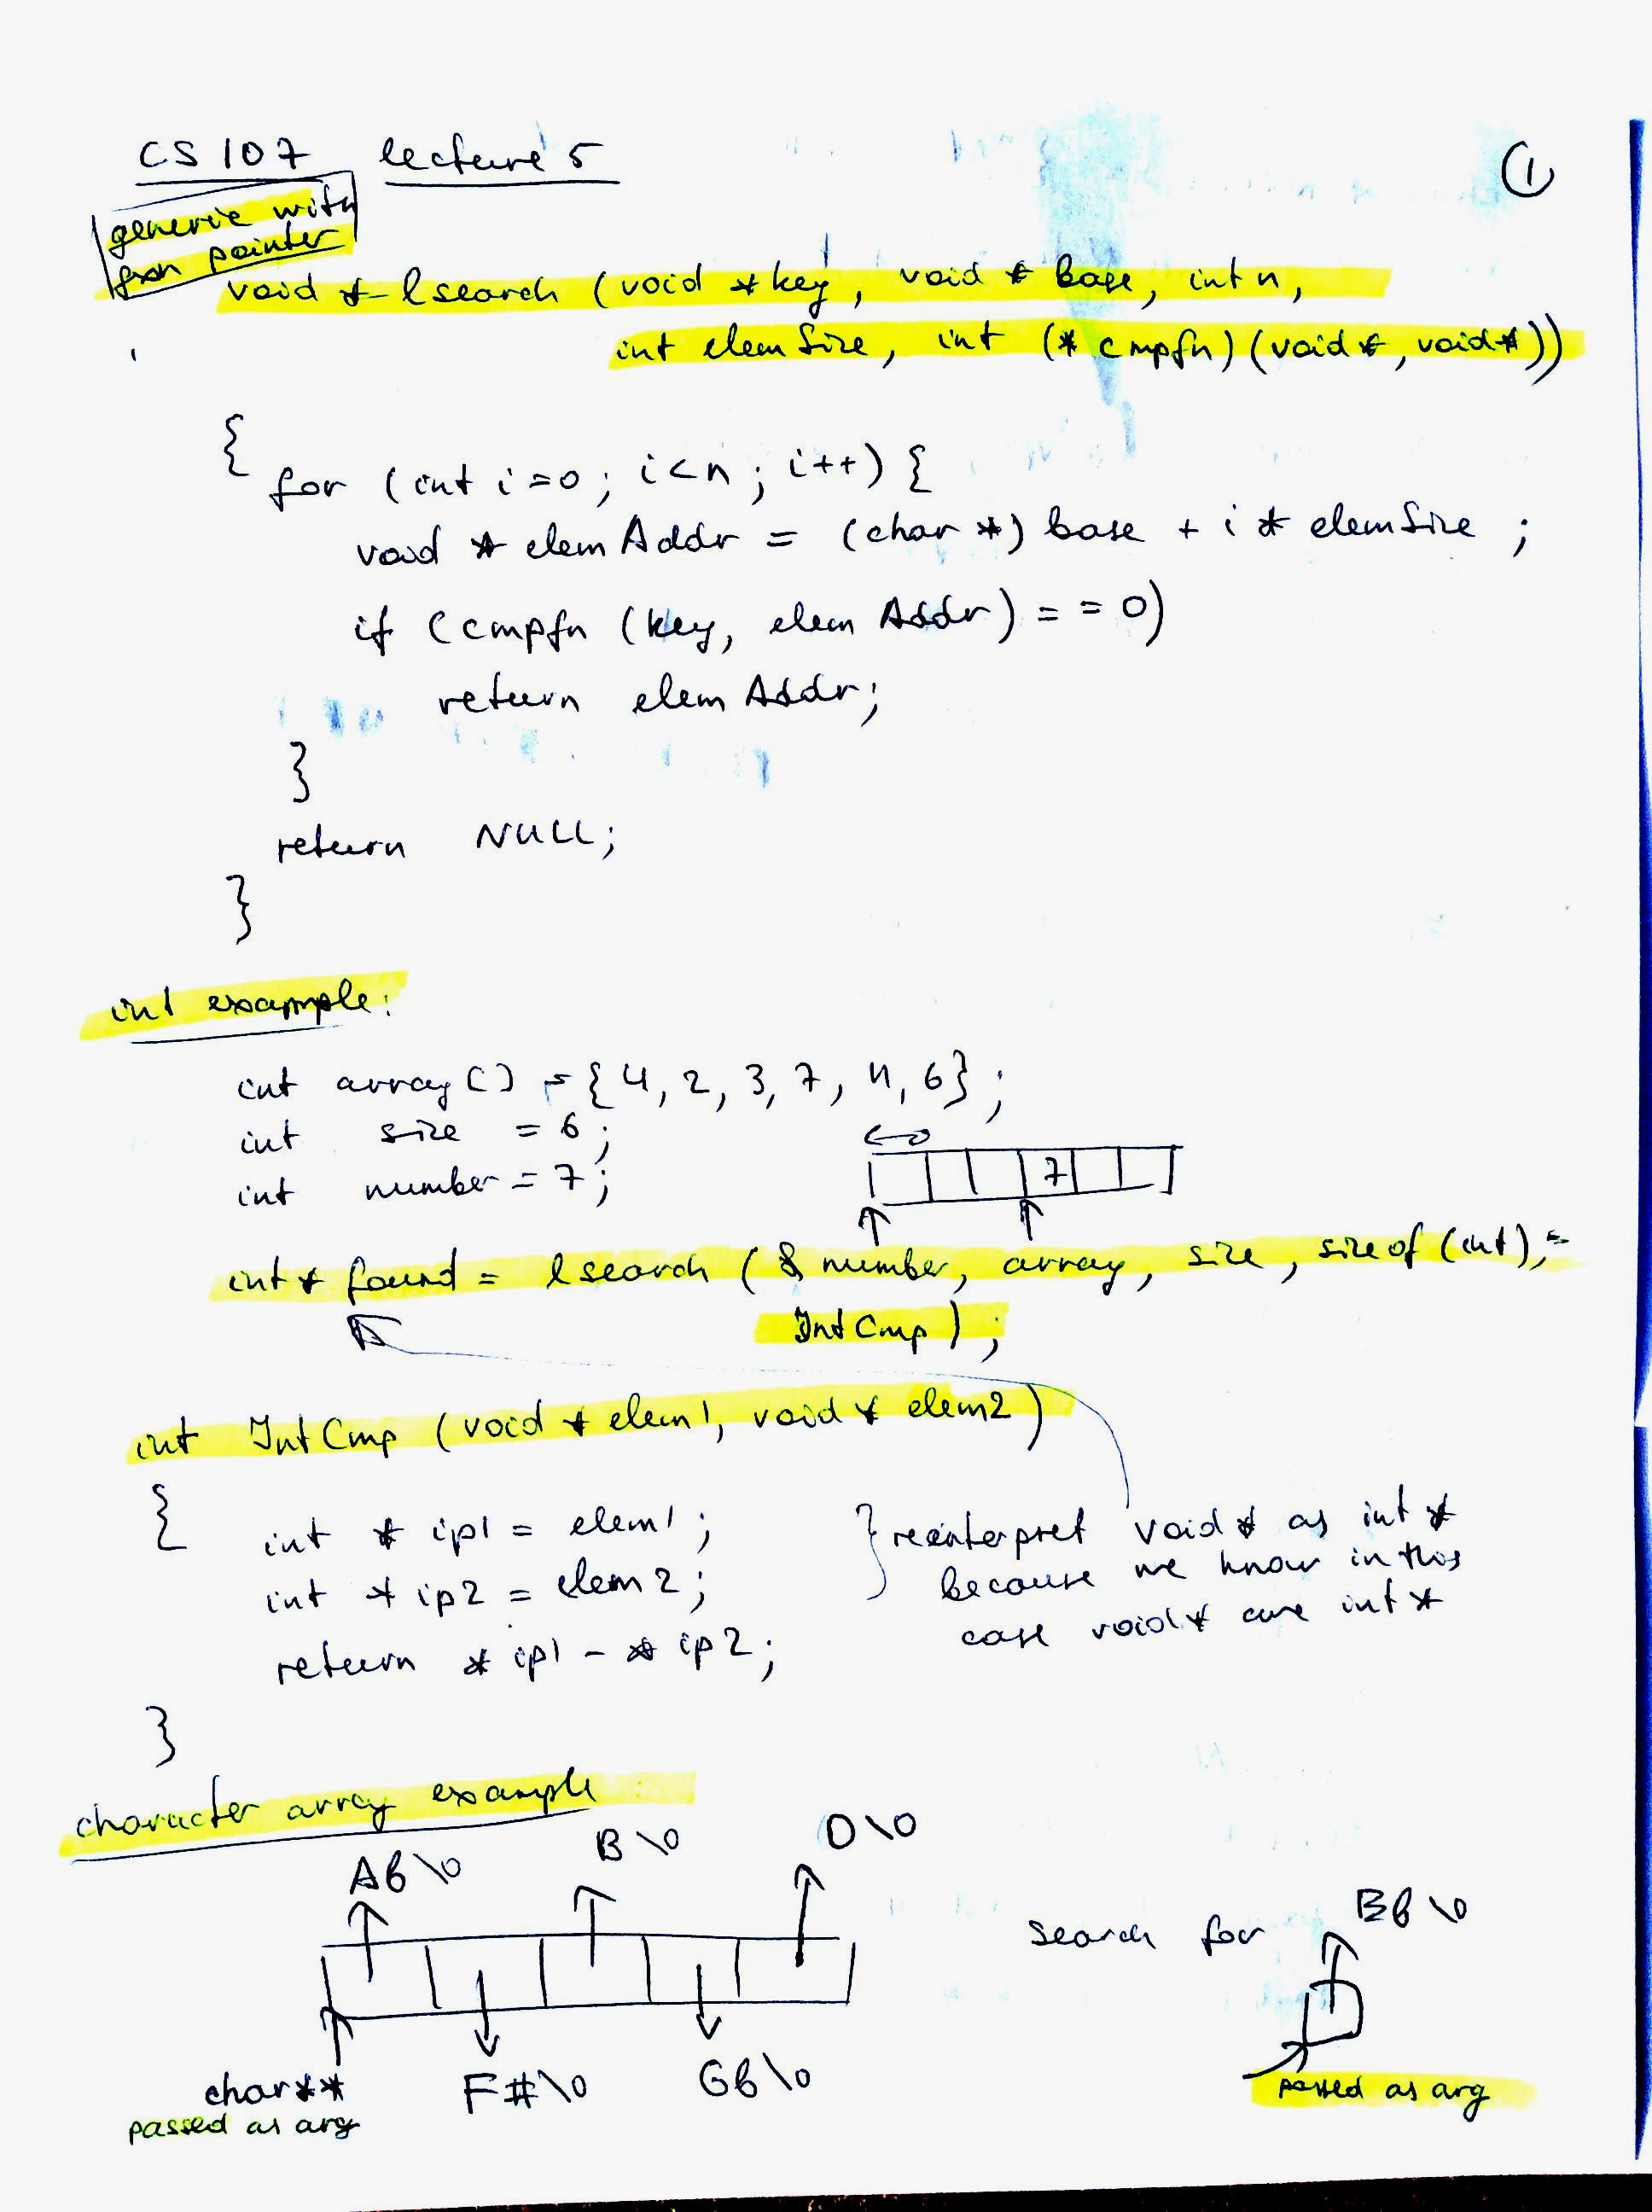 CS 107 lecture 5
①
generic with
fxn pointer
void * lsearch (void *key, void * base, int n,
int elemSize, int (* cmpfn)(void*, void*))
{
for (int i=0; i<n; i++) {
void * elemAddr = (char *) base + i * elemSize ;
if (cmpfn (key, elemAddr) == 0)
return elemAddr;
}
return NULL;
}
int example:
int array[] = {4, 2, 3, 7, 11, 6};
int size = 6;
int number = 7;
7
int * found = lsearch (& number, array, size, sizeof (int),
IntCmp);
int IntCmp (void * elem1, void * elem2)
{
int * ip1 = elem1;
int * ip2 = elem2;
return * ip1 - * ip2;
} reinterpret void * as int *
because we know in this
case void * are int *
}
character array example
Ab\0 B\0 D\0
search for Bb\0
char** F#\0 Gb\0
passed as arg
passed as arg